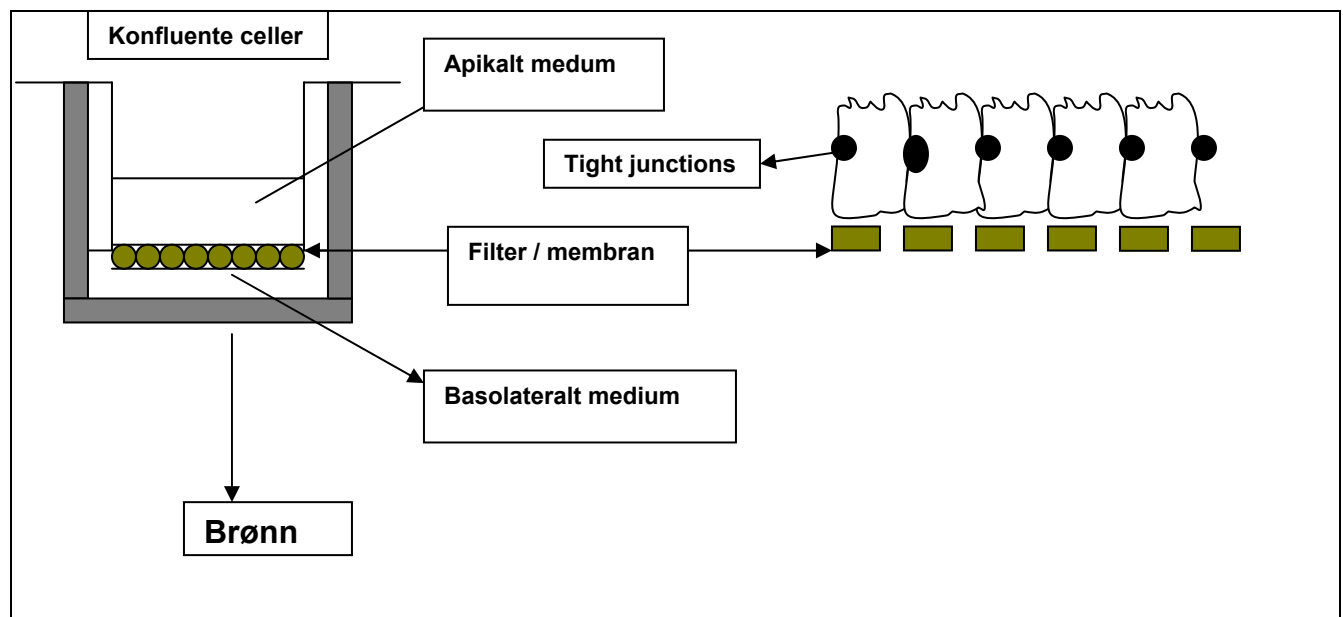 Konfluente celler
Apikalt medum
Tight junctions
Filter / membran
Basolateralt medium
Brønn